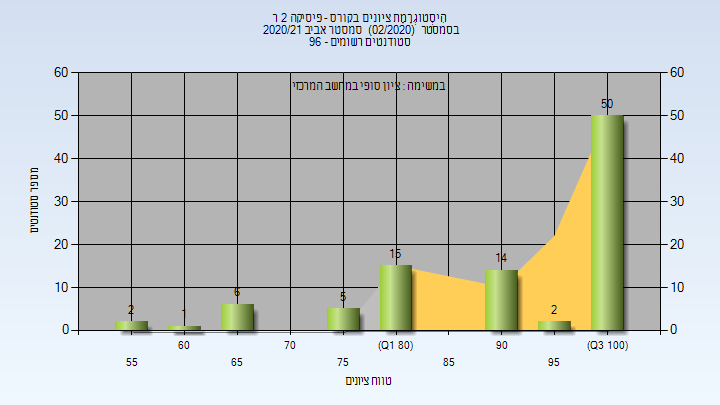 היסטוגרמת ציונים בקורס - פיסיקה 2 ר
בסמסטר (02/2020) סמסטר אביב 2020/21
סטודנטים רשומים - 96
במשימה : ציון סופי במחשב המרכזי
60 60
50 50
40 40
30 30
20 20
10 10
0 0
מספר סטודנטים
2 1 6 5 15 14 2 50
55 60 65 70 75 (Q1 80) 85 90 95 (Q3 100)
טווח ציונים